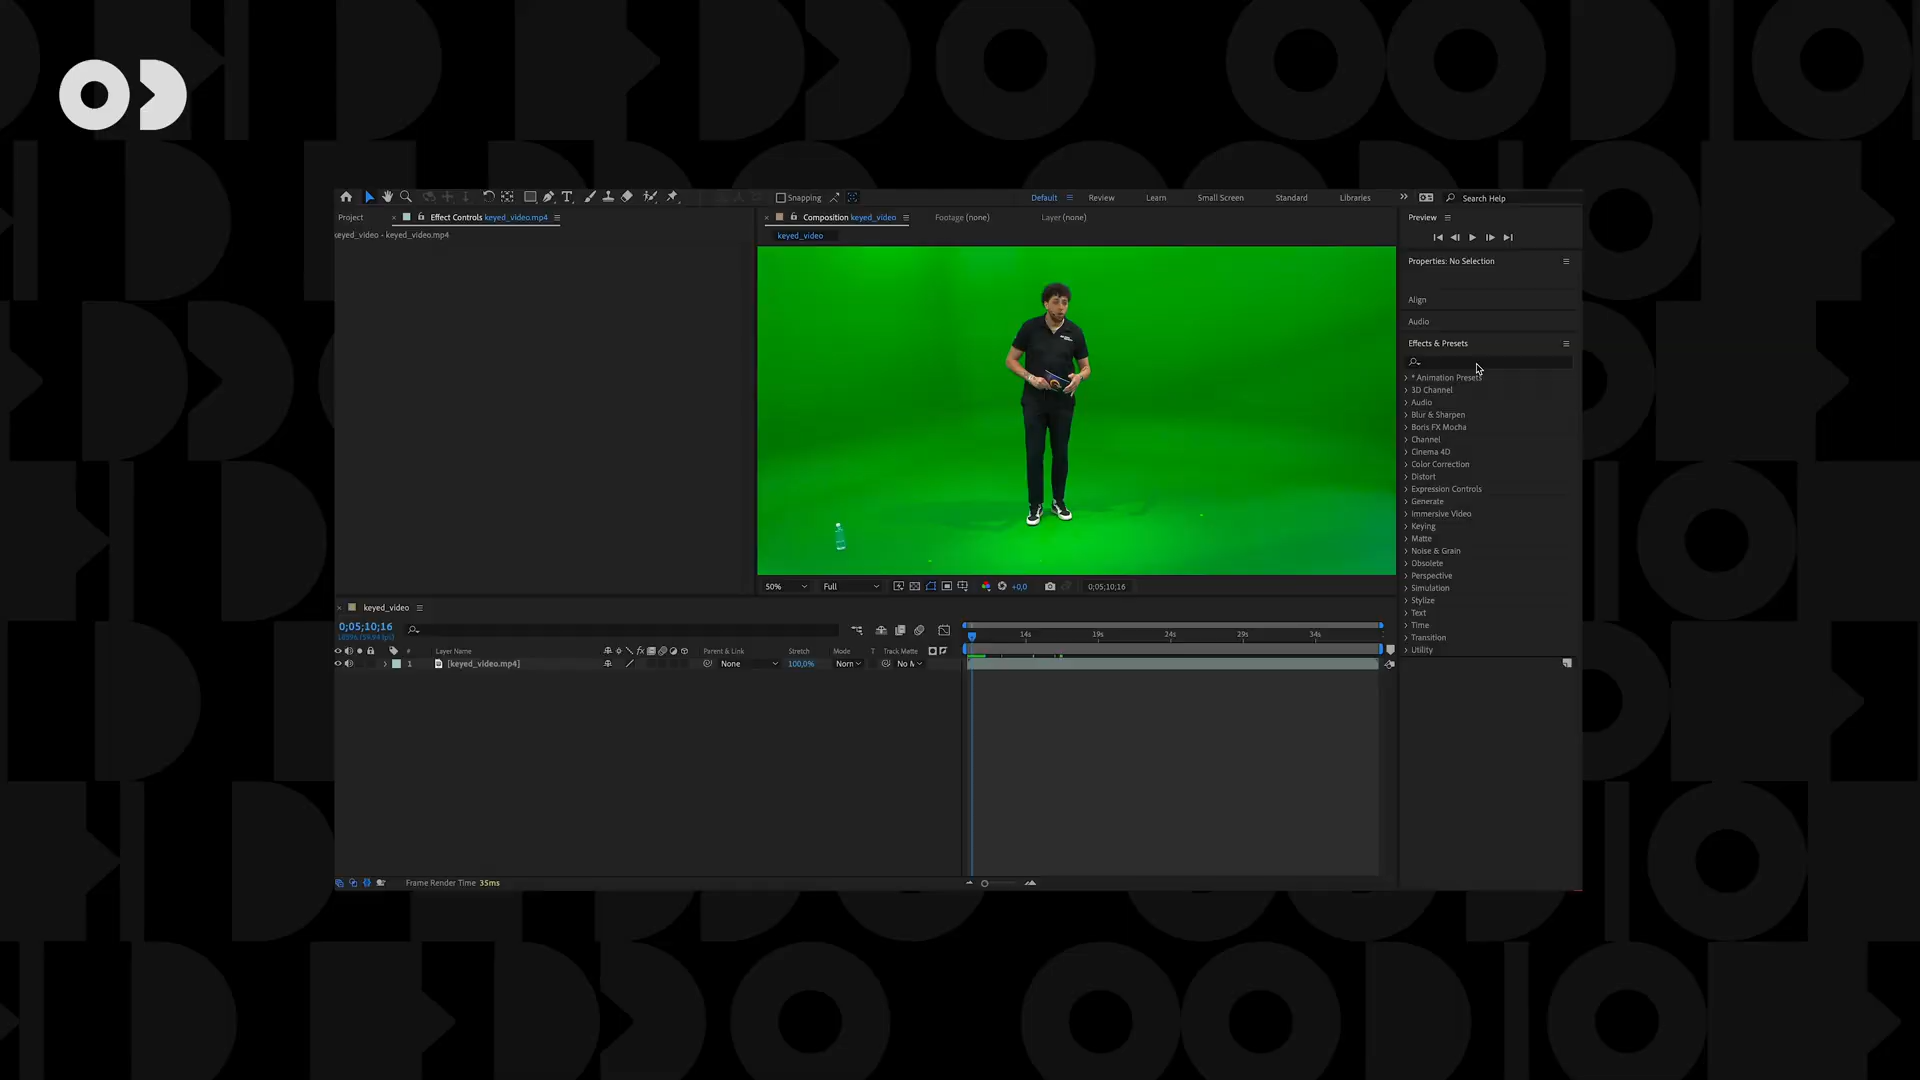 Snapping
Default
Review
Learn
Small Screen
Standard
Libraries
Search Help
Project
Effect Controls keyed_video.mp4
Composition keyed_video
Footage (none)
Layer (none)
Preview
keyed_video • keyed_video.mp4
keyed_video
Properties: No Selection
Align
Audio
Effects & Presets
* Animation Presets
3D Channel
Audio
Blur & Sharpen
Boris FX Mocha
Channel
Cinema 4D
Color Correction
Distort
Expression Controls
Generate
Immersive Video
Keying
Matte
Noise & Grain
Obsolete
Perspective
Simulation
Stylize
Text
Time
Transition
Utility
50%
Full
+0,0
0;05;10;16
keyed_video
0;05;10;16
14s
19s
24s
29s
34s
# Layer Name
Parent & Link
Stretch
Mode
T
Track Matte
1 [keyed_video.mp4]
None
100,0%
Norn
No M
Frame Render Time 35ms